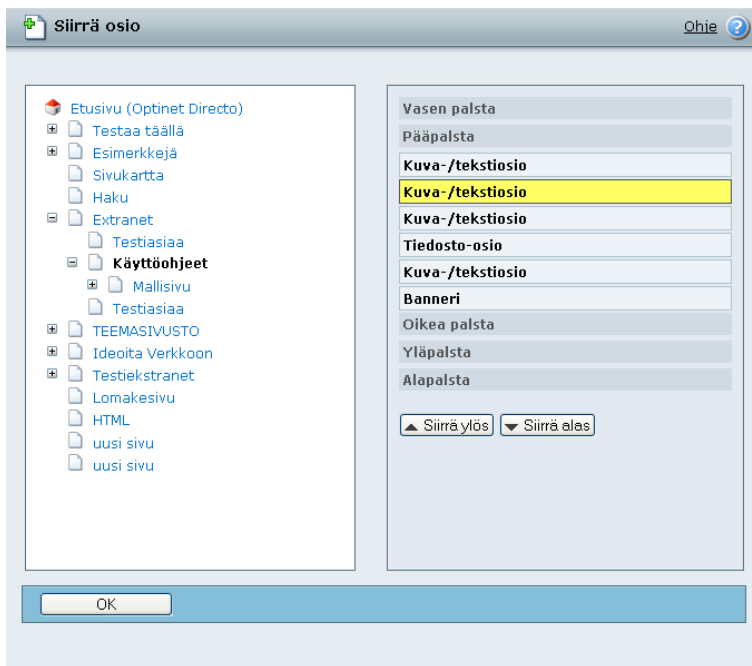 Siirrä osio
Ohje
Etusivu (Optinet Directo)
Testaa täällä
Esimerkkejä
Sivukartta
Haku
Extranet
Testiasiaa
Käyttöohjeet
Mallisivu
Testiasiaa
TEEMASIVUSTO
Ideoita Verkkoon
Testiekstranet
Lomakesivu
HTML
uusi sivu
uusi sivu
Vasen palsta
Pääpalsta
Kuva-/tekstiosio
Kuva-/tekstiosio
Kuva-/tekstiosio
Tiedosto-osio
Kuva-/tekstiosio
Banneri
Oikea palsta
Yläpalsta
Alapalsta
Siirrä ylös Siirrä alas
OK